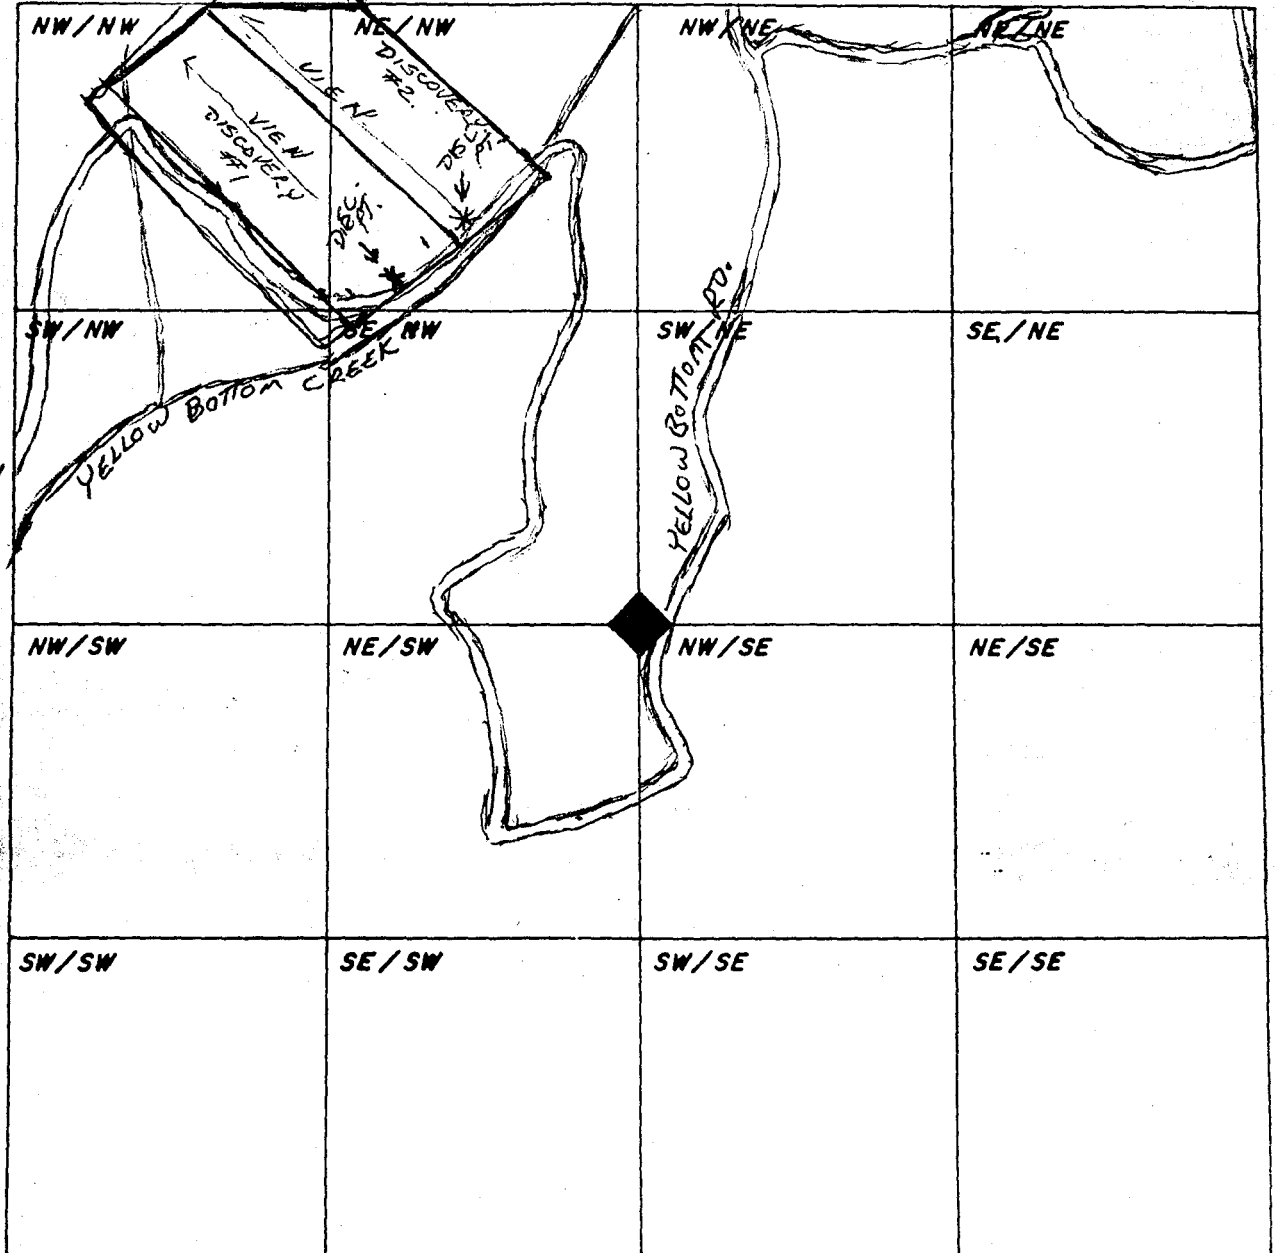 NW/NW
NE/NW
NW/NE
NE/NE
VIEN
DISCOVERY
#2.
DISC.
PT.
VIEN
DISCOVERY
#1
DISC.
PT.
SW/NW
SE/NW
SW/NE
SE/NE
YELLOW BOTTOM CREEK
YELLOW BOTTOM RD.
NW/SW
NE/SW
NW/SE
NE/SE
SW/SW
SE/SW
SW/SE
SE/SE